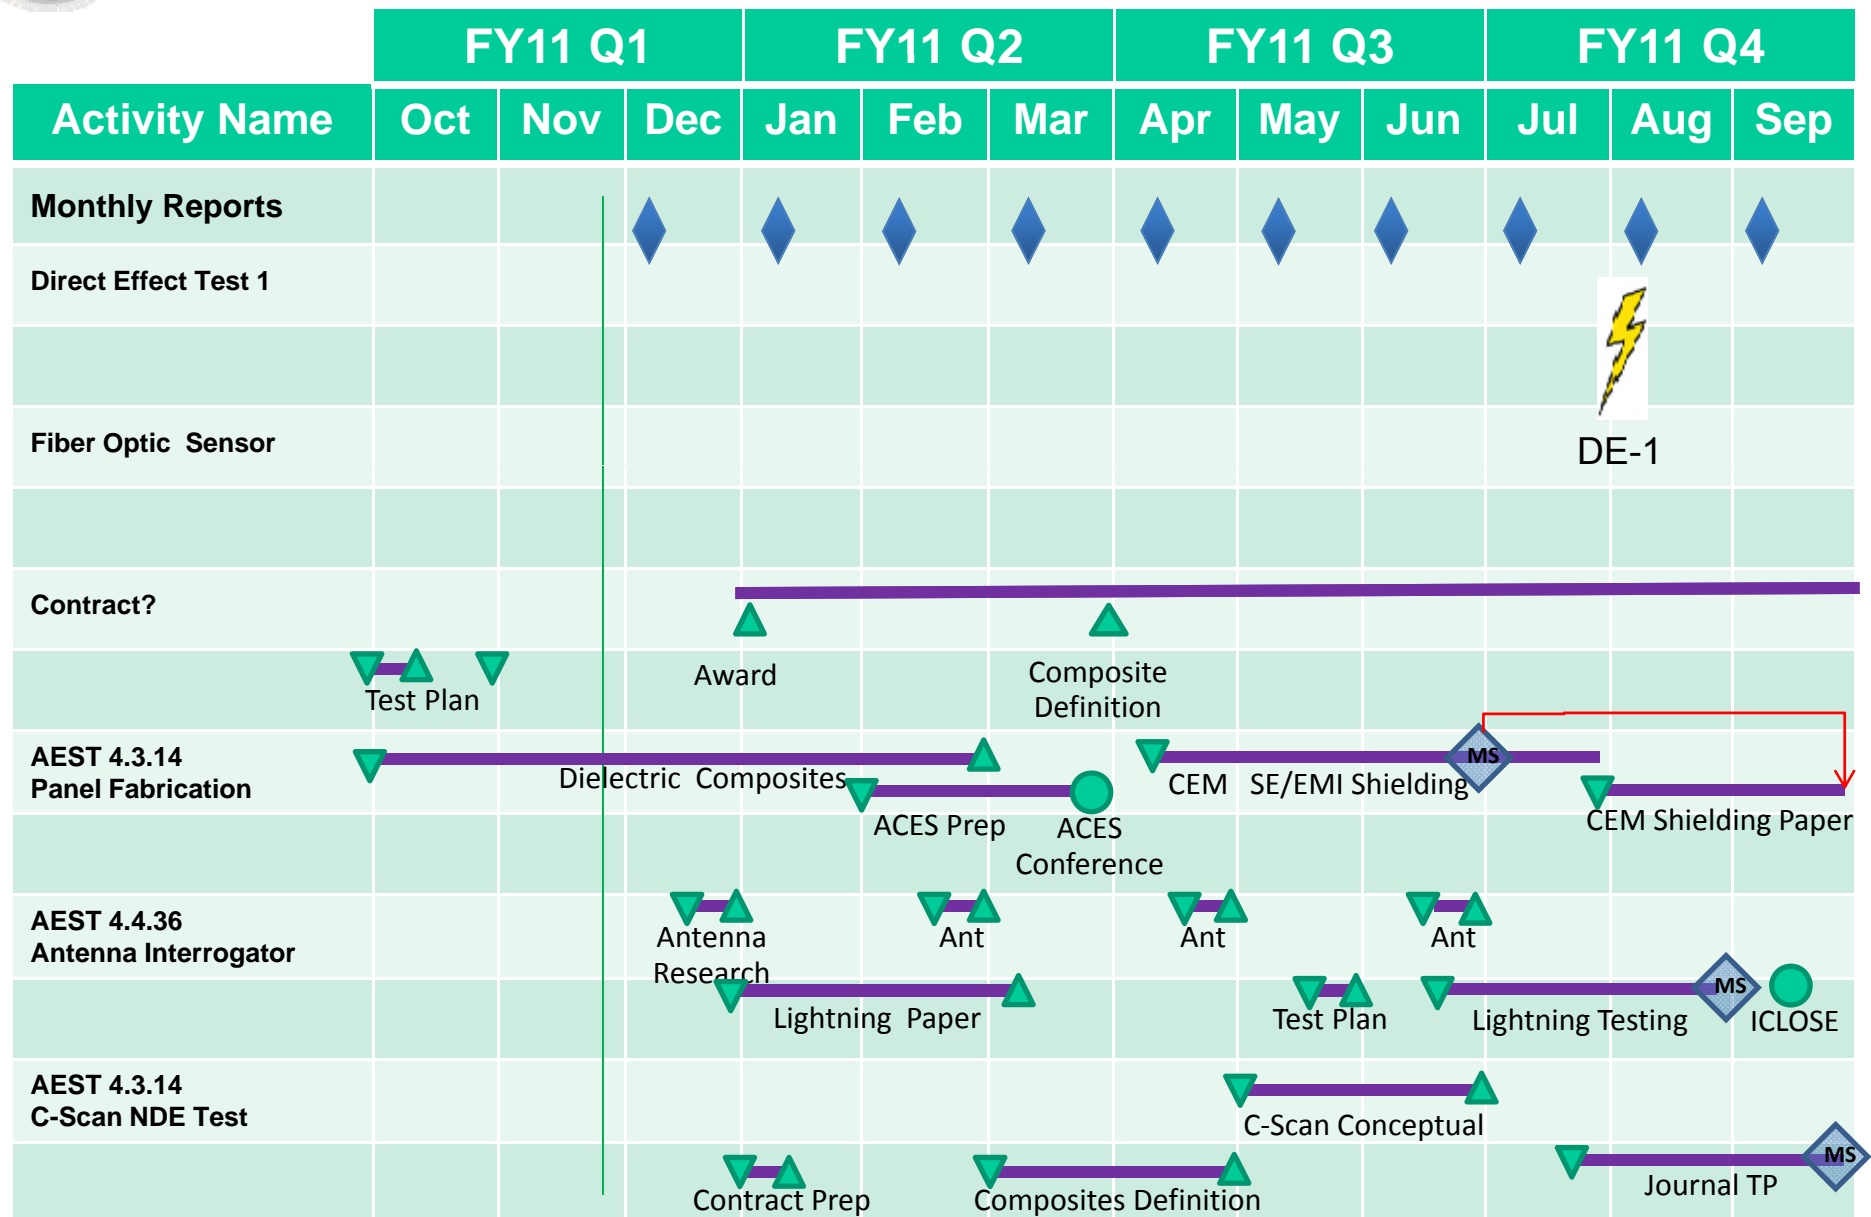 FY11 Q1 FY11 Q2 FY11 Q3 FY11 Q4
Activity Name Oct Nov Dec Jan Feb Mar Apr May Jun Jul Aug Sep
Monthly Reports
Direct Effect Test 1
Fiber Optic Sensor
DE-1
Contract?
Award
Composite
Definition
Test Plan
AEST 4.3.14
Panel Fabrication
Dielectric Composites
MS
CEM SE/EMI Shielding
ACES Prep
ACES
Conference
CEM Shielding Paper
AEST 4.4.36
Antenna Interrogator
Antenna
Research
Ant
Ant
Ant
Lightning Paper
Test Plan
Lightning Testing
MS
ICLOSE
AEST 4.3.14
C-Scan NDE Test
C-Scan Conceptual
Contract Prep
Composites Definition
Journal TP
MS